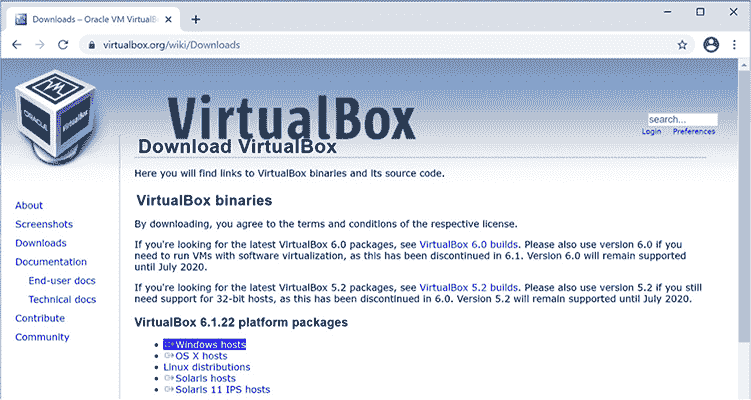 Downloads – Oracle VM VirtualB
virtualbox.org/wiki/Downloads
VirtualBox
search...
Login Preferences
ORACLE
VirtualBox
Download VirtualBox
Here you will find links to VirtualBox binaries and its source code.
About
Screenshots
Downloads
Documentation
End-user docs
Technical docs
Contribute
Community
VirtualBox binaries
By downloading, you agree to the terms and conditions of the respective license.
If you're looking for the latest VirtualBox 6.0 packages, see VirtualBox 6.0 builds. Please also use version 6.0 if you
need to run VMs with software virtualization, as this has been discontinued in 6.1. Version 6.0 will remain supported
until July 2020.
If you're looking for the latest VirtualBox 5.2 packages, see VirtualBox 5.2 builds. Please also use version 5.2 if you still
need support for 32-bit hosts, as this has been discontinued in 6.0. Version 5.2 will remain supported until July 2020.
VirtualBox 6.1.22 platform packages
Windows hosts
OS X hosts
Linux distributions
Solaris hosts
Solaris 11 IPS hosts